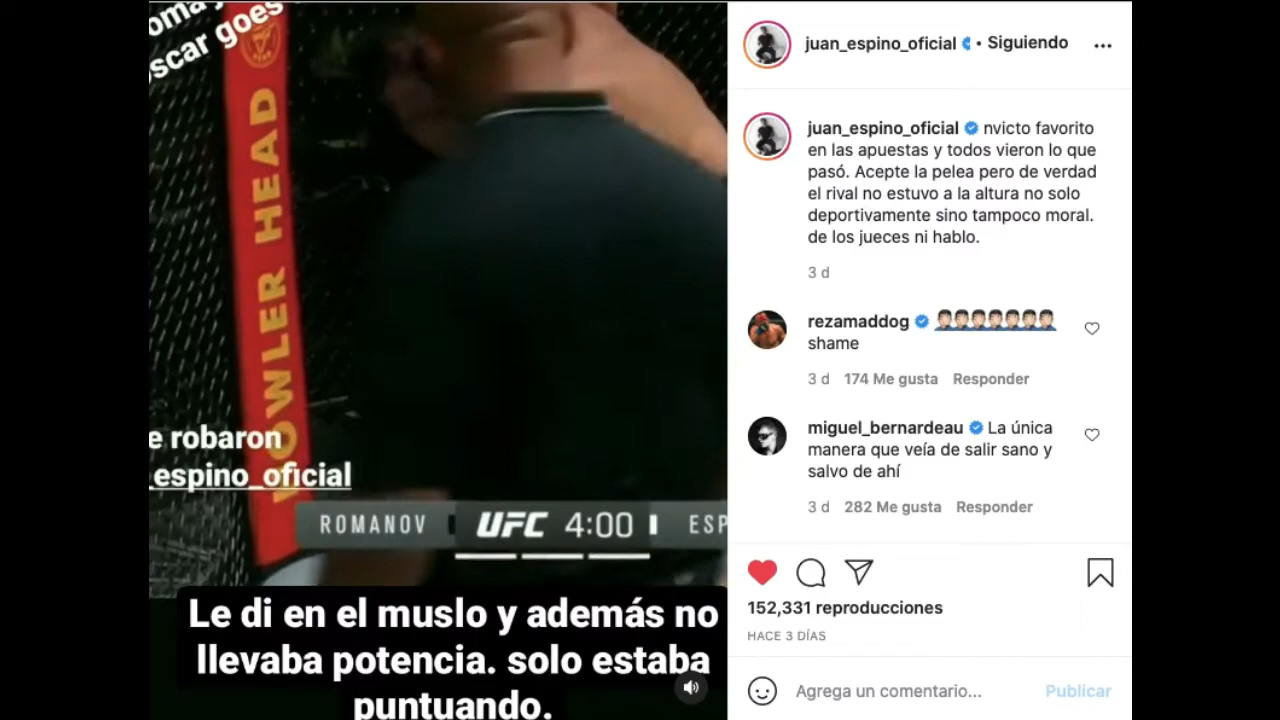 oma y
oscar goes
FOWLER HEAD
e robaron
_espino_oficial
ROMANOV UFC 4:00 ESP
Le di en el muslo y además no
llevaba potencia. solo estaba
puntuando.
juan_espino_oficial • Siguiendo
juan_espino_oficial nvicto favorito
en las apuestas y todos vieron lo que
pasó. Acepte la pelea pero de verdad
el rival no estuvo a la altura no solo
deportivamente sino tampoco moral.
de los jueces ni hablo.
3 d
rezamaddog 🤦🏻‍♂️🤦🏻‍♂️🤦🏻‍♂️🤦🏻‍♂️🤦🏻‍♂️🤦🏻‍♂️🤦🏻‍♂️
shame
3 d 174 Me gusta Responder
miguel_bernardeau La única
manera que veía de salir sano y
salvo de ahí
3 d 282 Me gusta Responder
152,331 reproducciones
HACE 3 DÍAS
Agrega un comentario... Publicar